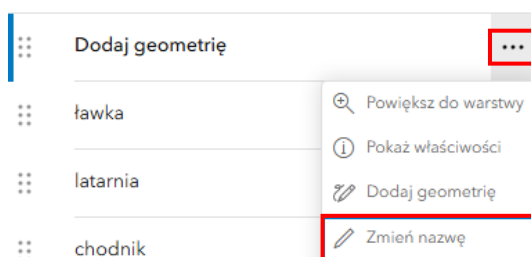 Dodaj geometrię
ławka
latarnia
chodnik
Powiększ do warstwy
Pokaż właściwości
Dodaj geometrię
Zmień nazwę